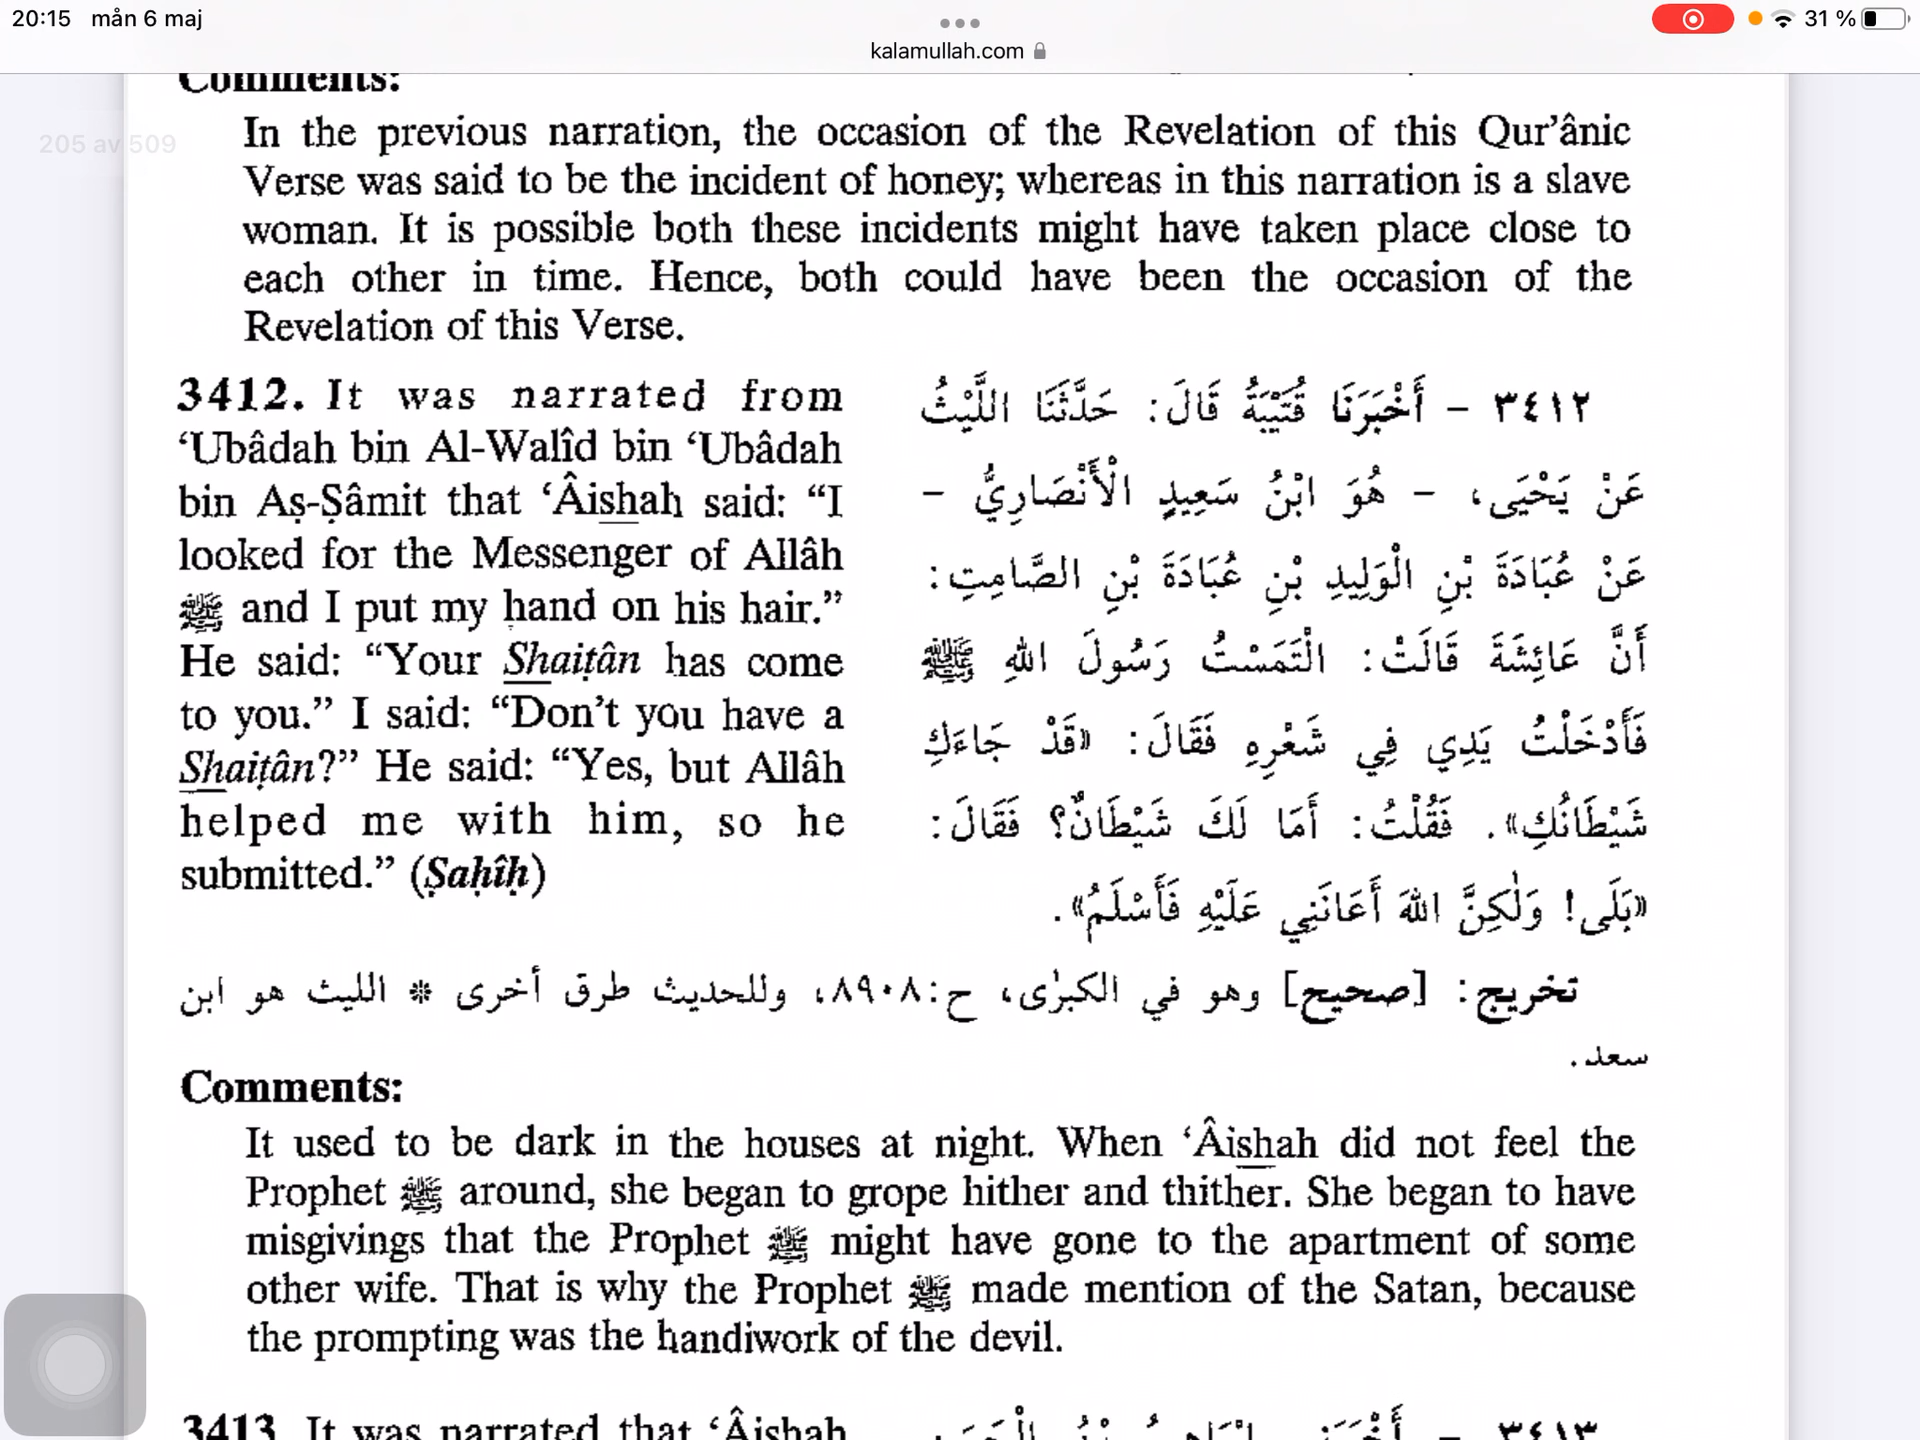 20:15 mån 6 maj
31 %
kalamullah.com
Comments:
205 av 509
In the previous narration, the occasion of the Revelation of this Qur’ânic
Verse was said to be the incident of honey; whereas in this narration is a slave
woman. It is possible both these incidents might have taken place close to
each other in time. Hence, both could have been the occasion of the
Revelation of this Verse.
3412. It was narrated from
‘Ubâdah bin Al-Walîd bin ‘Ubâdah
bin Aṣ-Ṣâmit that ‘Âishah said: “I
looked for the Messenger of Allâh
ﷺ and I put my hand on his hair.”
He said: “Your Shaiṭân has come
to you.” I said: “Don’t you have a
Shaiṭân?” He said: “Yes, but Allâh
helped me with him, so he
submitted.” (Ṣaḥîḥ)
٣٤١٢ - أَخْبَرَنَا قُتَيْبَةُ قَالَ: حَدَّثَنَا اللَّيْثُ
عَنْ يَحْيَى، - هُوَ ابْنُ سَعِيدٍ الْأَنْصَارِيُّ -
عَنْ عُبَادَةَ بْنِ الْوَلِيدِ بْنِ عُبَادَةَ بْنِ الصَّامِتِ:
أَنَّ عَائِشَةَ قَالَتْ: الْتَمَسْتُ رَسُولَ اللهِ ﷺ
فَأَدْخَلْتُ يَدِي فِي شَعْرِهِ فَقَالَ: «قَدْ جَاءَكِ
شَيْطَانُكِ». فَقُلْتُ: أَمَا لَكَ شَيْطَانٌ؟ فَقَالَ:
«بَلَى! وَلٰكِنَّ اللهَ أَعَانَنِي عَلَيْهِ فَأَسْلَمُ».
تخريج: [صحيح] وهو في الكبرٰى، ح:٨٩٠٨، وللحديث طرق أخرى * الليث هو ابن
سعد.
Comments:
It used to be dark in the houses at night. When ‘Âishah did not feel the
Prophet ﷺ around, she began to grope hither and thither. She began to have
misgivings that the Prophet ﷺ might have gone to the apartment of some
other wife. That is why the Prophet ﷺ made mention of the Satan, because
the prompting was the handiwork of the devil.
3413. It was narrated that ‘Âishah
٣٤١٣ -